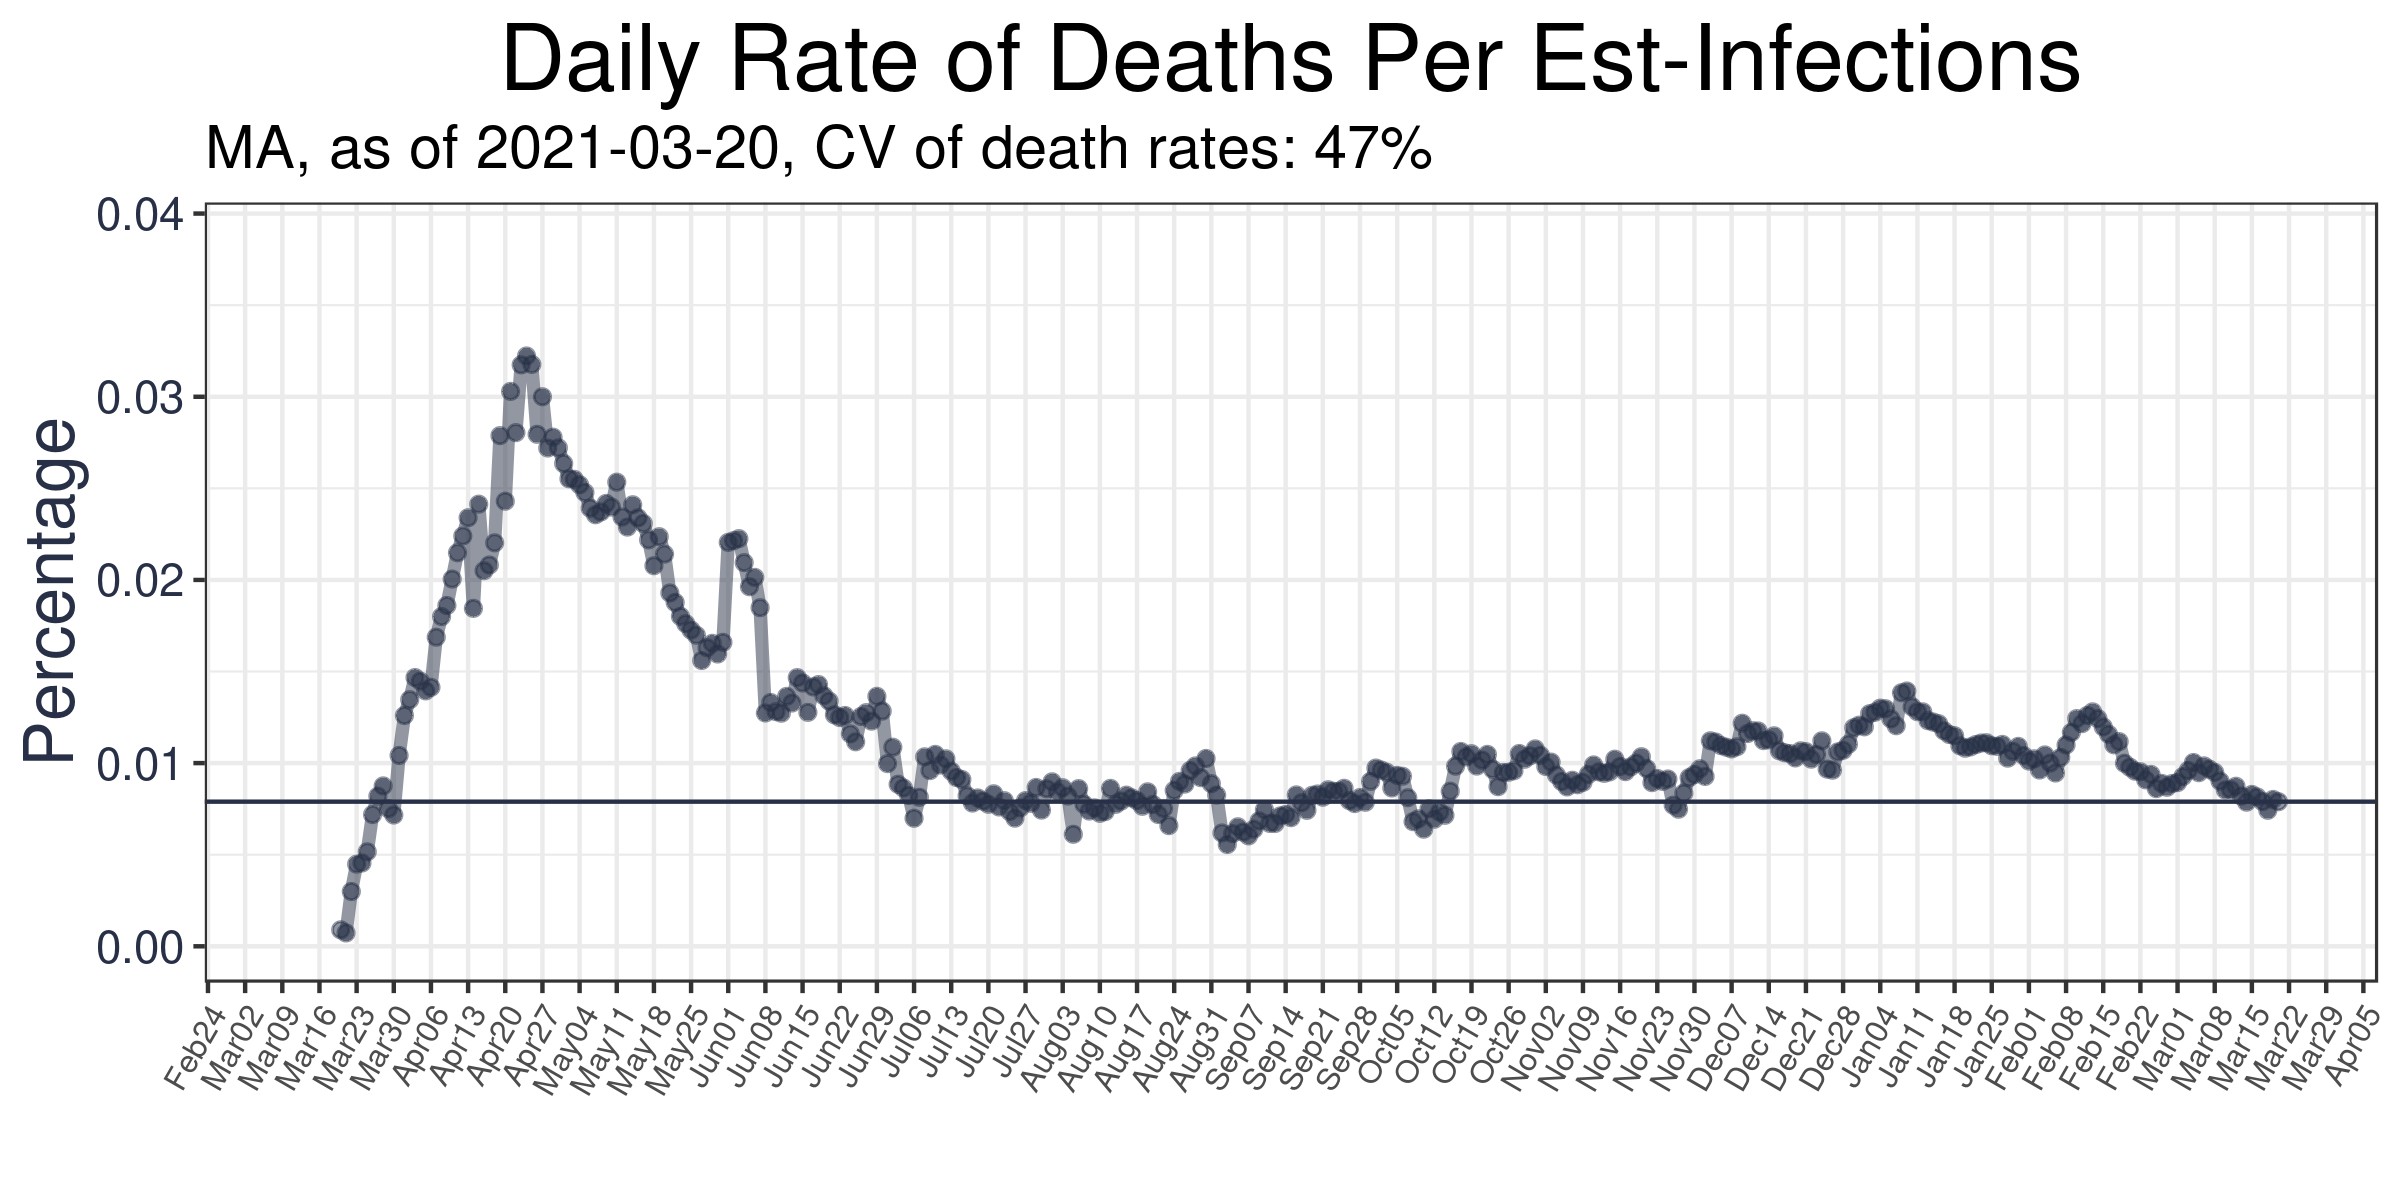 Daily Rate of Deaths Per Est-Infections
MA, as of 2021-03-20, CV of death rates: 47%
Percentage
0.04
0.03
0.02
0.01
0.00
Feb24
Mar02
Mar09
Mar16
Mar23
Mar30
Apr06
Apr13
Apr20
Apr27
May04
May11
May18
May25
Jun01
Jun08
Jun15
Jun22
Jun29
Jul06
Jul13
Jul20
Jul27
Aug03
Aug10
Aug17
Aug24
Aug31
Sep07
Sep14
Sep21
Sep28
Oct05
Oct12
Oct19
Oct26
Nov02
Nov09
Nov16
Nov23
Nov30
Dec07
Dec14
Dec21
Dec28
Jan04
Jan11
Jan18
Jan25
Feb01
Feb08
Feb15
Feb22
Mar01
Mar08
Mar15
Mar22
Mar29
Apr05